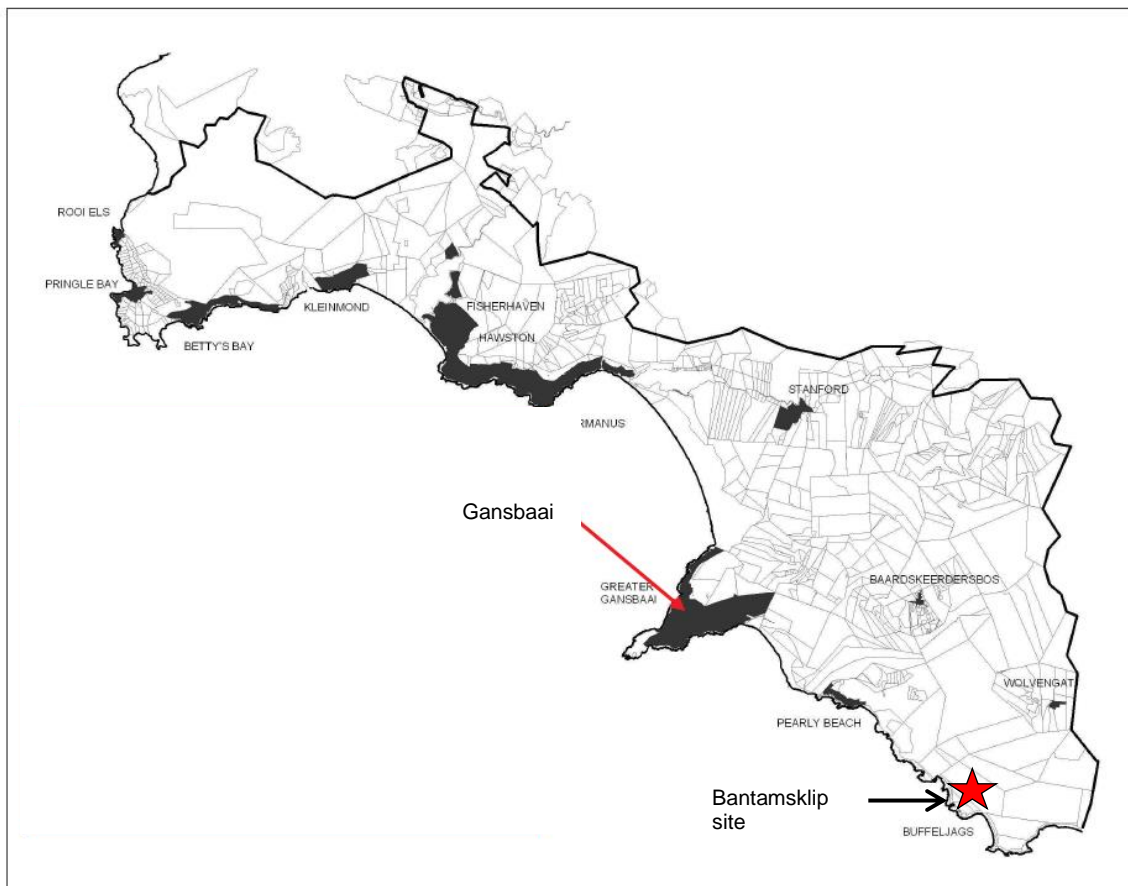 ROOI ELS
PRINGLE BAY
KLEINMOND
BETTY'S BAY
FISHERHAVEN
HAWSTON
RMANUS
STANFORD
Gansbaai
GREATER
GANSBAAI
BAARDSKEERDERSBOS
WOLVENGAT
PEARLY BEACH
Bantamsklip
site
BUFFELJAGS